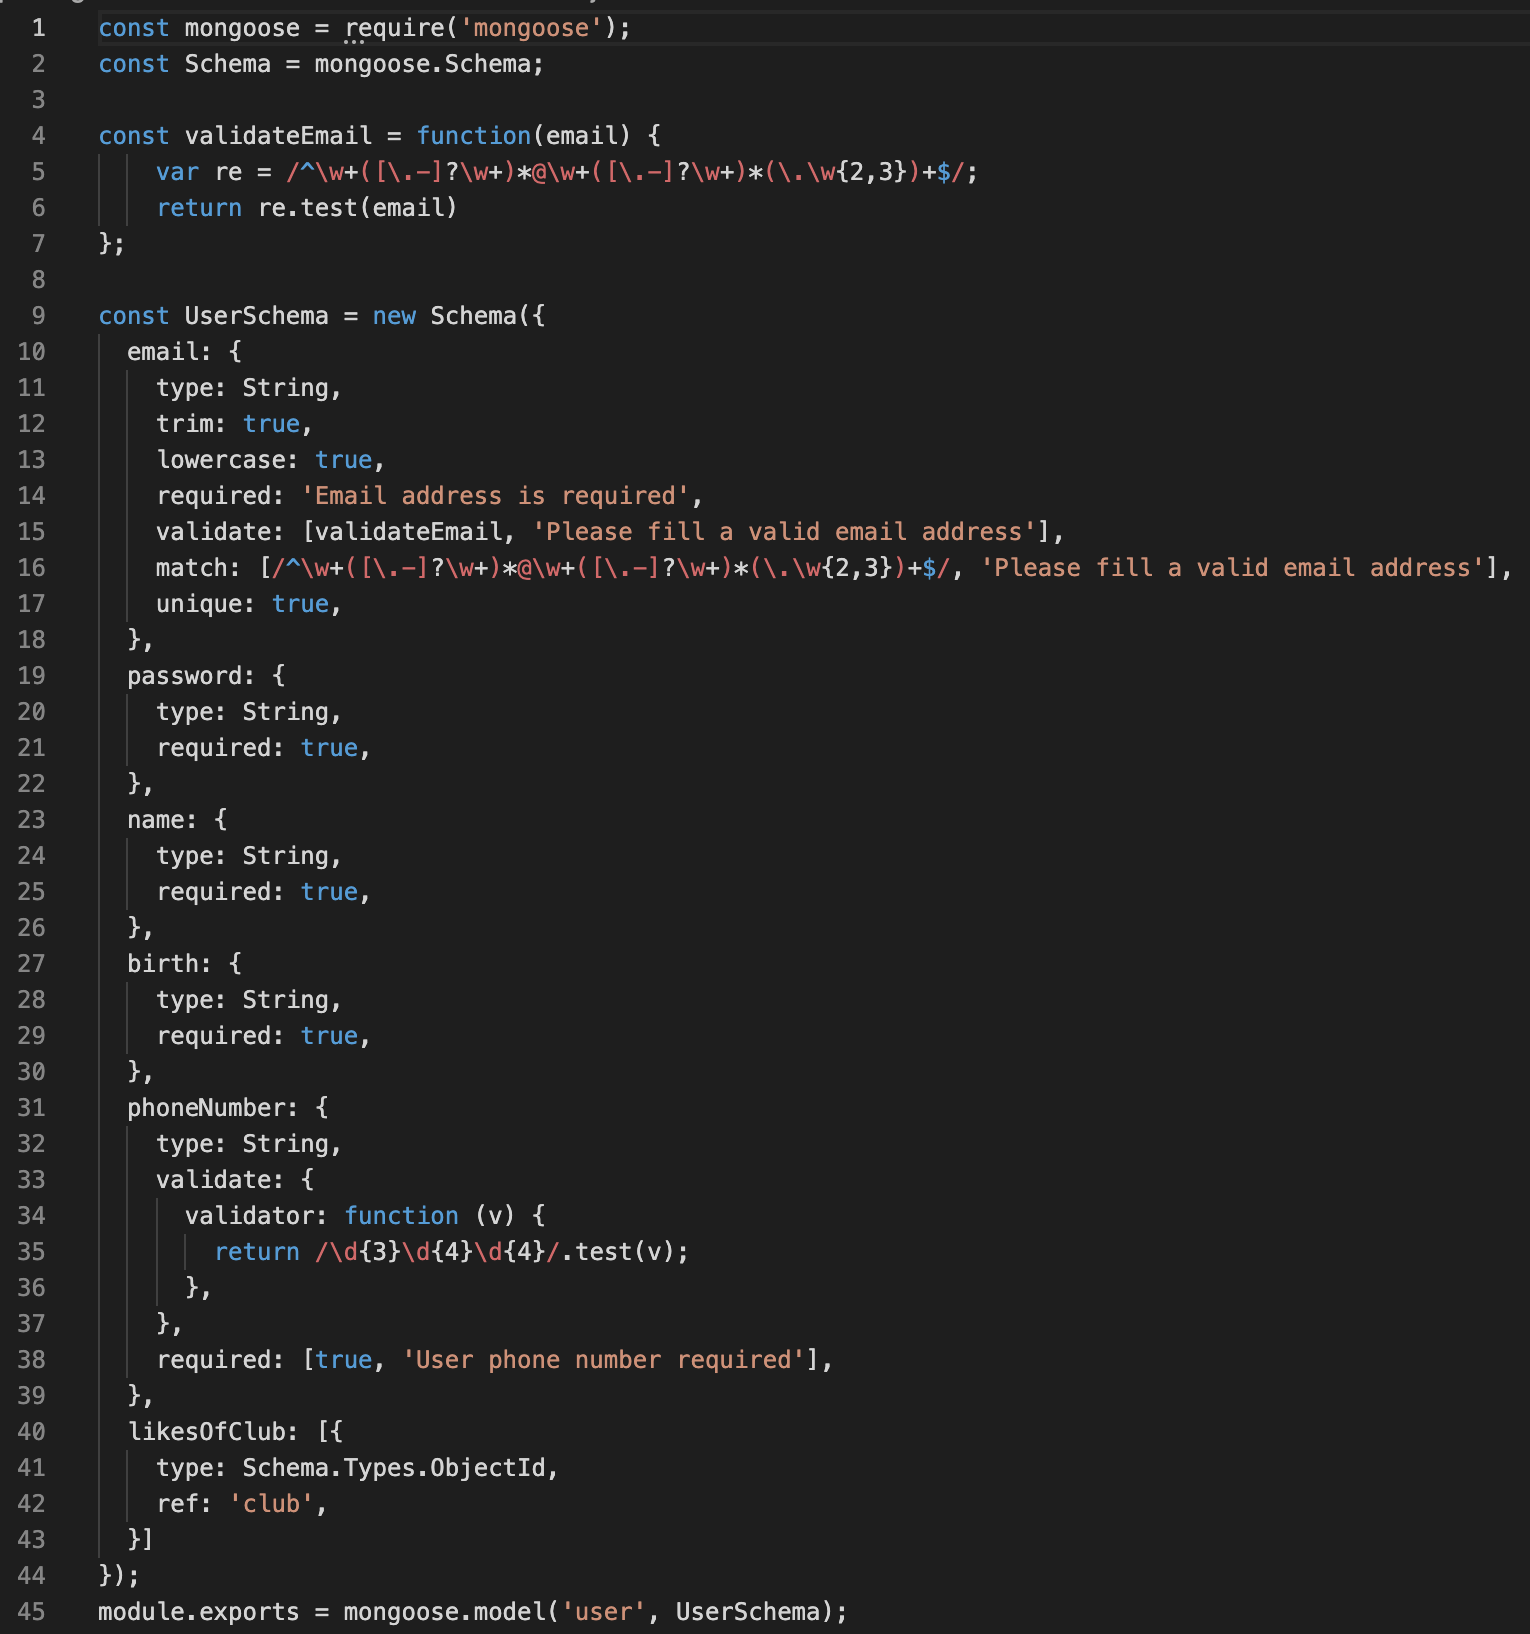 1 const mongoose = require('mongoose');
2 const Schema = mongoose.Schema;
3
4 const validateEmail = function(email) {
5     var re = /^\w+([\.-]?\w+)*@\w+([\.-]?\w+)*(\.\w{2,3})+$/;
6     return re.test(email)
7 };
8
9 const UserSchema = new Schema({
10   email: {
11     type: String,
12     trim: true,
13     lowercase: true,
14     required: 'Email address is required',
15     validate: [validateEmail, 'Please fill a valid email address'],
16     match: [/^\w+([\.-]?\w+)*@\w+([\.-]?\w+)*(\.\w{2,3})+$/, 'Please fill a valid email address'],
17     unique: true,
18   },
19   password: {
20     type: String,
21     required: true,
22   },
23   name: {
24     type: String,
25     required: true,
26   },
27   birth: {
28     type: String,
29     required: true,
30   },
31   phoneNumber: {
32     type: String,
33     validate: {
34       validator: function (v) {
35         return /\d{3}\d{4}\d{4}/.test(v);
36       },
37     },
38     required: [true, 'User phone number required'],
39   },
40   likesOfClub: [{
41     type: Schema.Types.ObjectId,
42     ref: 'club',
43   }]
44 });
45 module.exports = mongoose.model('user', UserSchema);